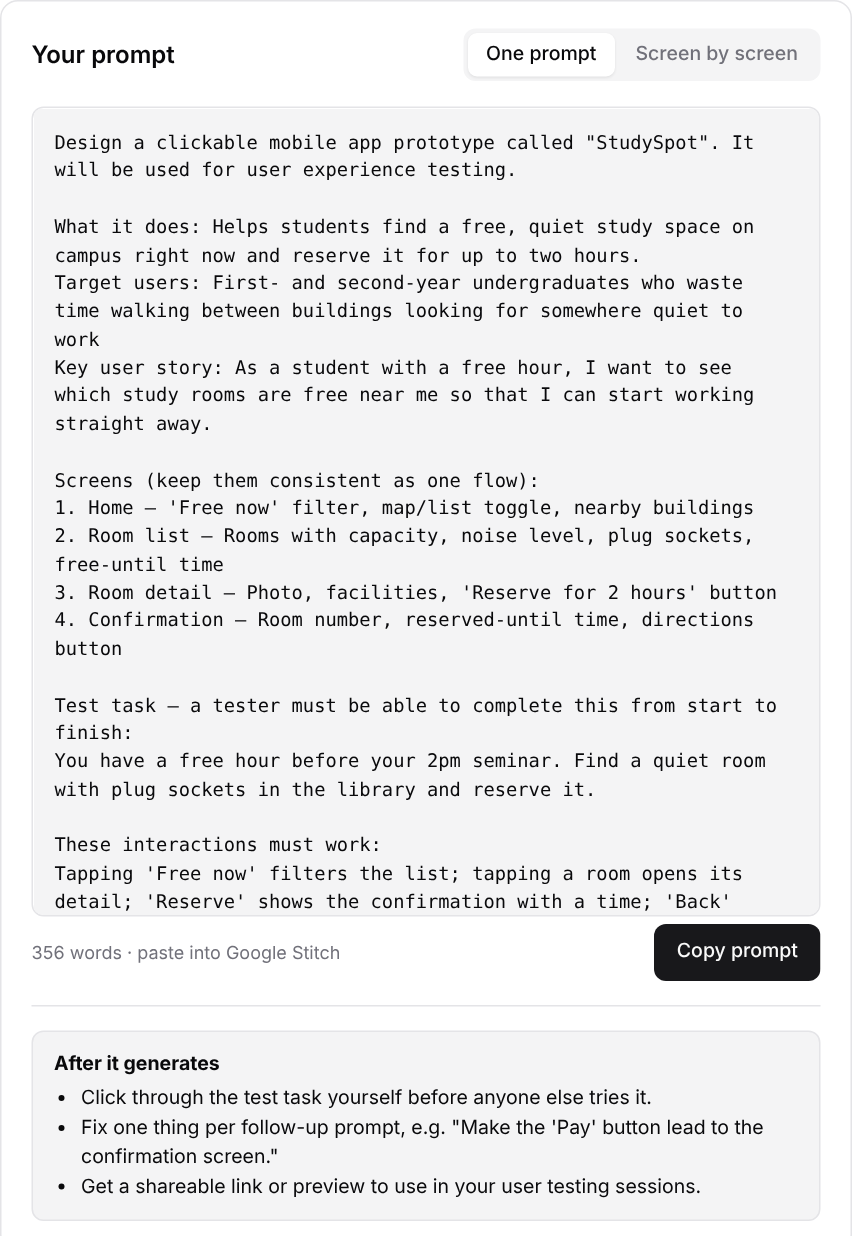 Your prompt
One prompt
Screen by screen
Design a clickable mobile app prototype called "StudySpot". It
will be used for user experience testing.
What it does: Helps students find a free, quiet study space on
campus right now and reserve it for up to two hours.
Target users: First- and second-year undergraduates who waste
time walking between buildings looking for somewhere quiet to
work
Key user story: As a student with a free hour, I want to see
which study rooms are free near me so that I can start working
straight away.
Screens (keep them consistent as one flow):
1. Home — 'Free now' filter, map/list toggle, nearby buildings
2. Room list — Rooms with capacity, noise level, plug sockets,
free-until time
3. Room detail — Photo, facilities, 'Reserve for 2 hours' button
4. Confirmation — Room number, reserved-until time, directions
button
Test task — a tester must be able to complete this from start to
finish:
You have a free hour before your 2pm seminar. Find a quiet room
with plug sockets in the library and reserve it.
These interactions must work:
Tapping 'Free now' filters the list; tapping a room opens its
detail; 'Reserve' shows the confirmation with a time; 'Back'
356 words · paste into Google Stitch
Copy prompt
After it generates
• Click through the test task yourself before anyone else tries it.
• Fix one thing per follow-up prompt, e.g. "Make the 'Pay' button lead to the
confirmation screen."
• Get a shareable link or preview to use in your user testing sessions.